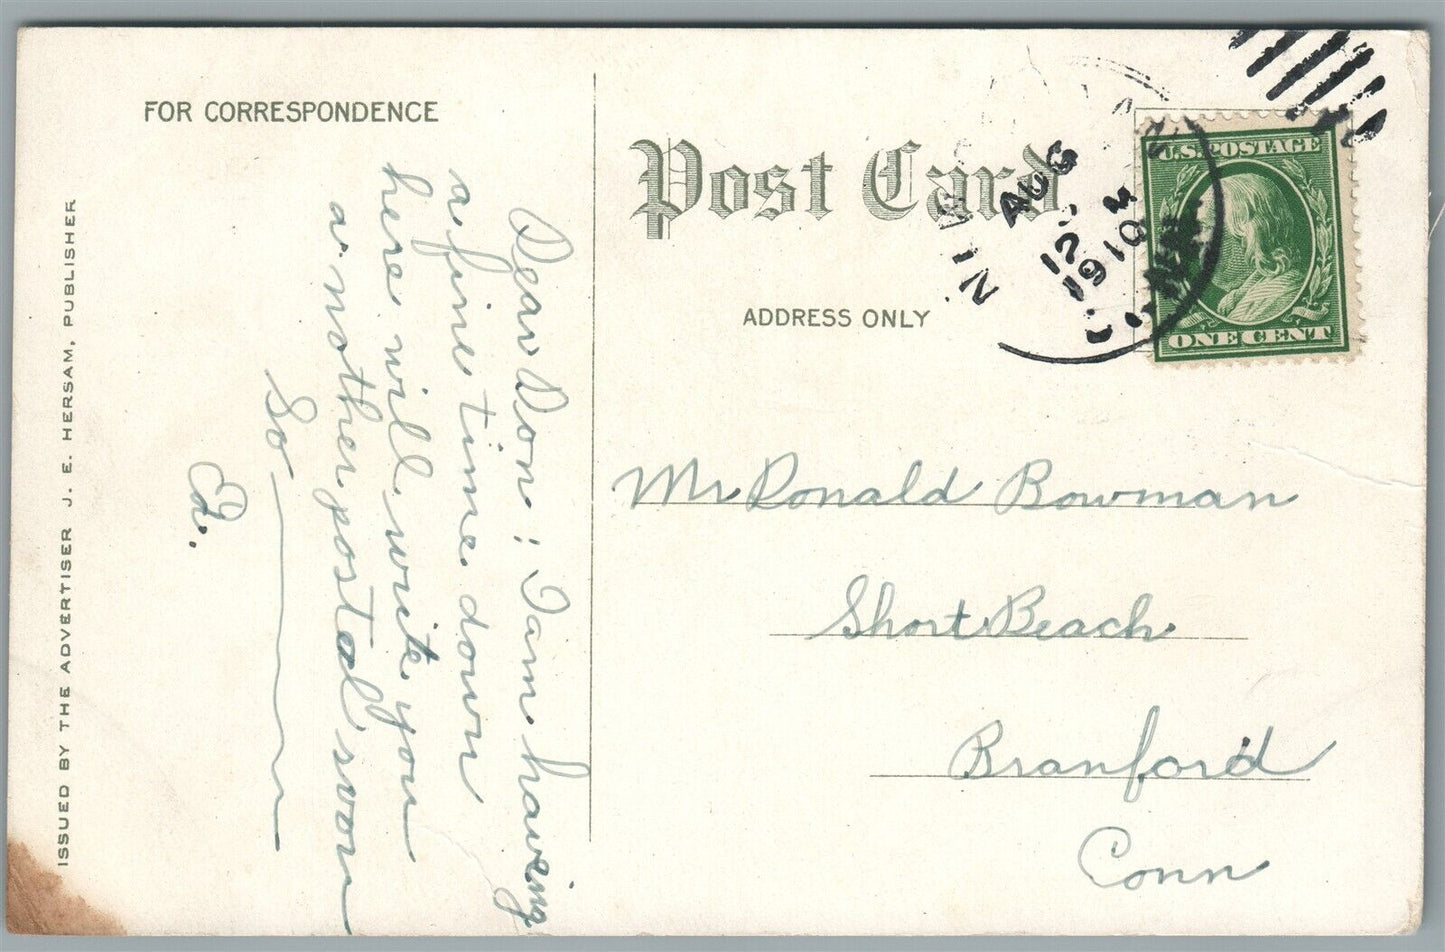 FOR CORRESPONDENCE
Post Card
ADDRESS ONLY
U.S. POSTAGE
ONE CENT
AUG
12
1910
Dear Don: I am having
a fine time down
here will write you
a nother postal soon
So
Ed.
Mr Donald Bowman
Short Beach
Branford
Conn
ISSUED BY THE ADVERTISER J. E. HERSAM, PUBLISHER